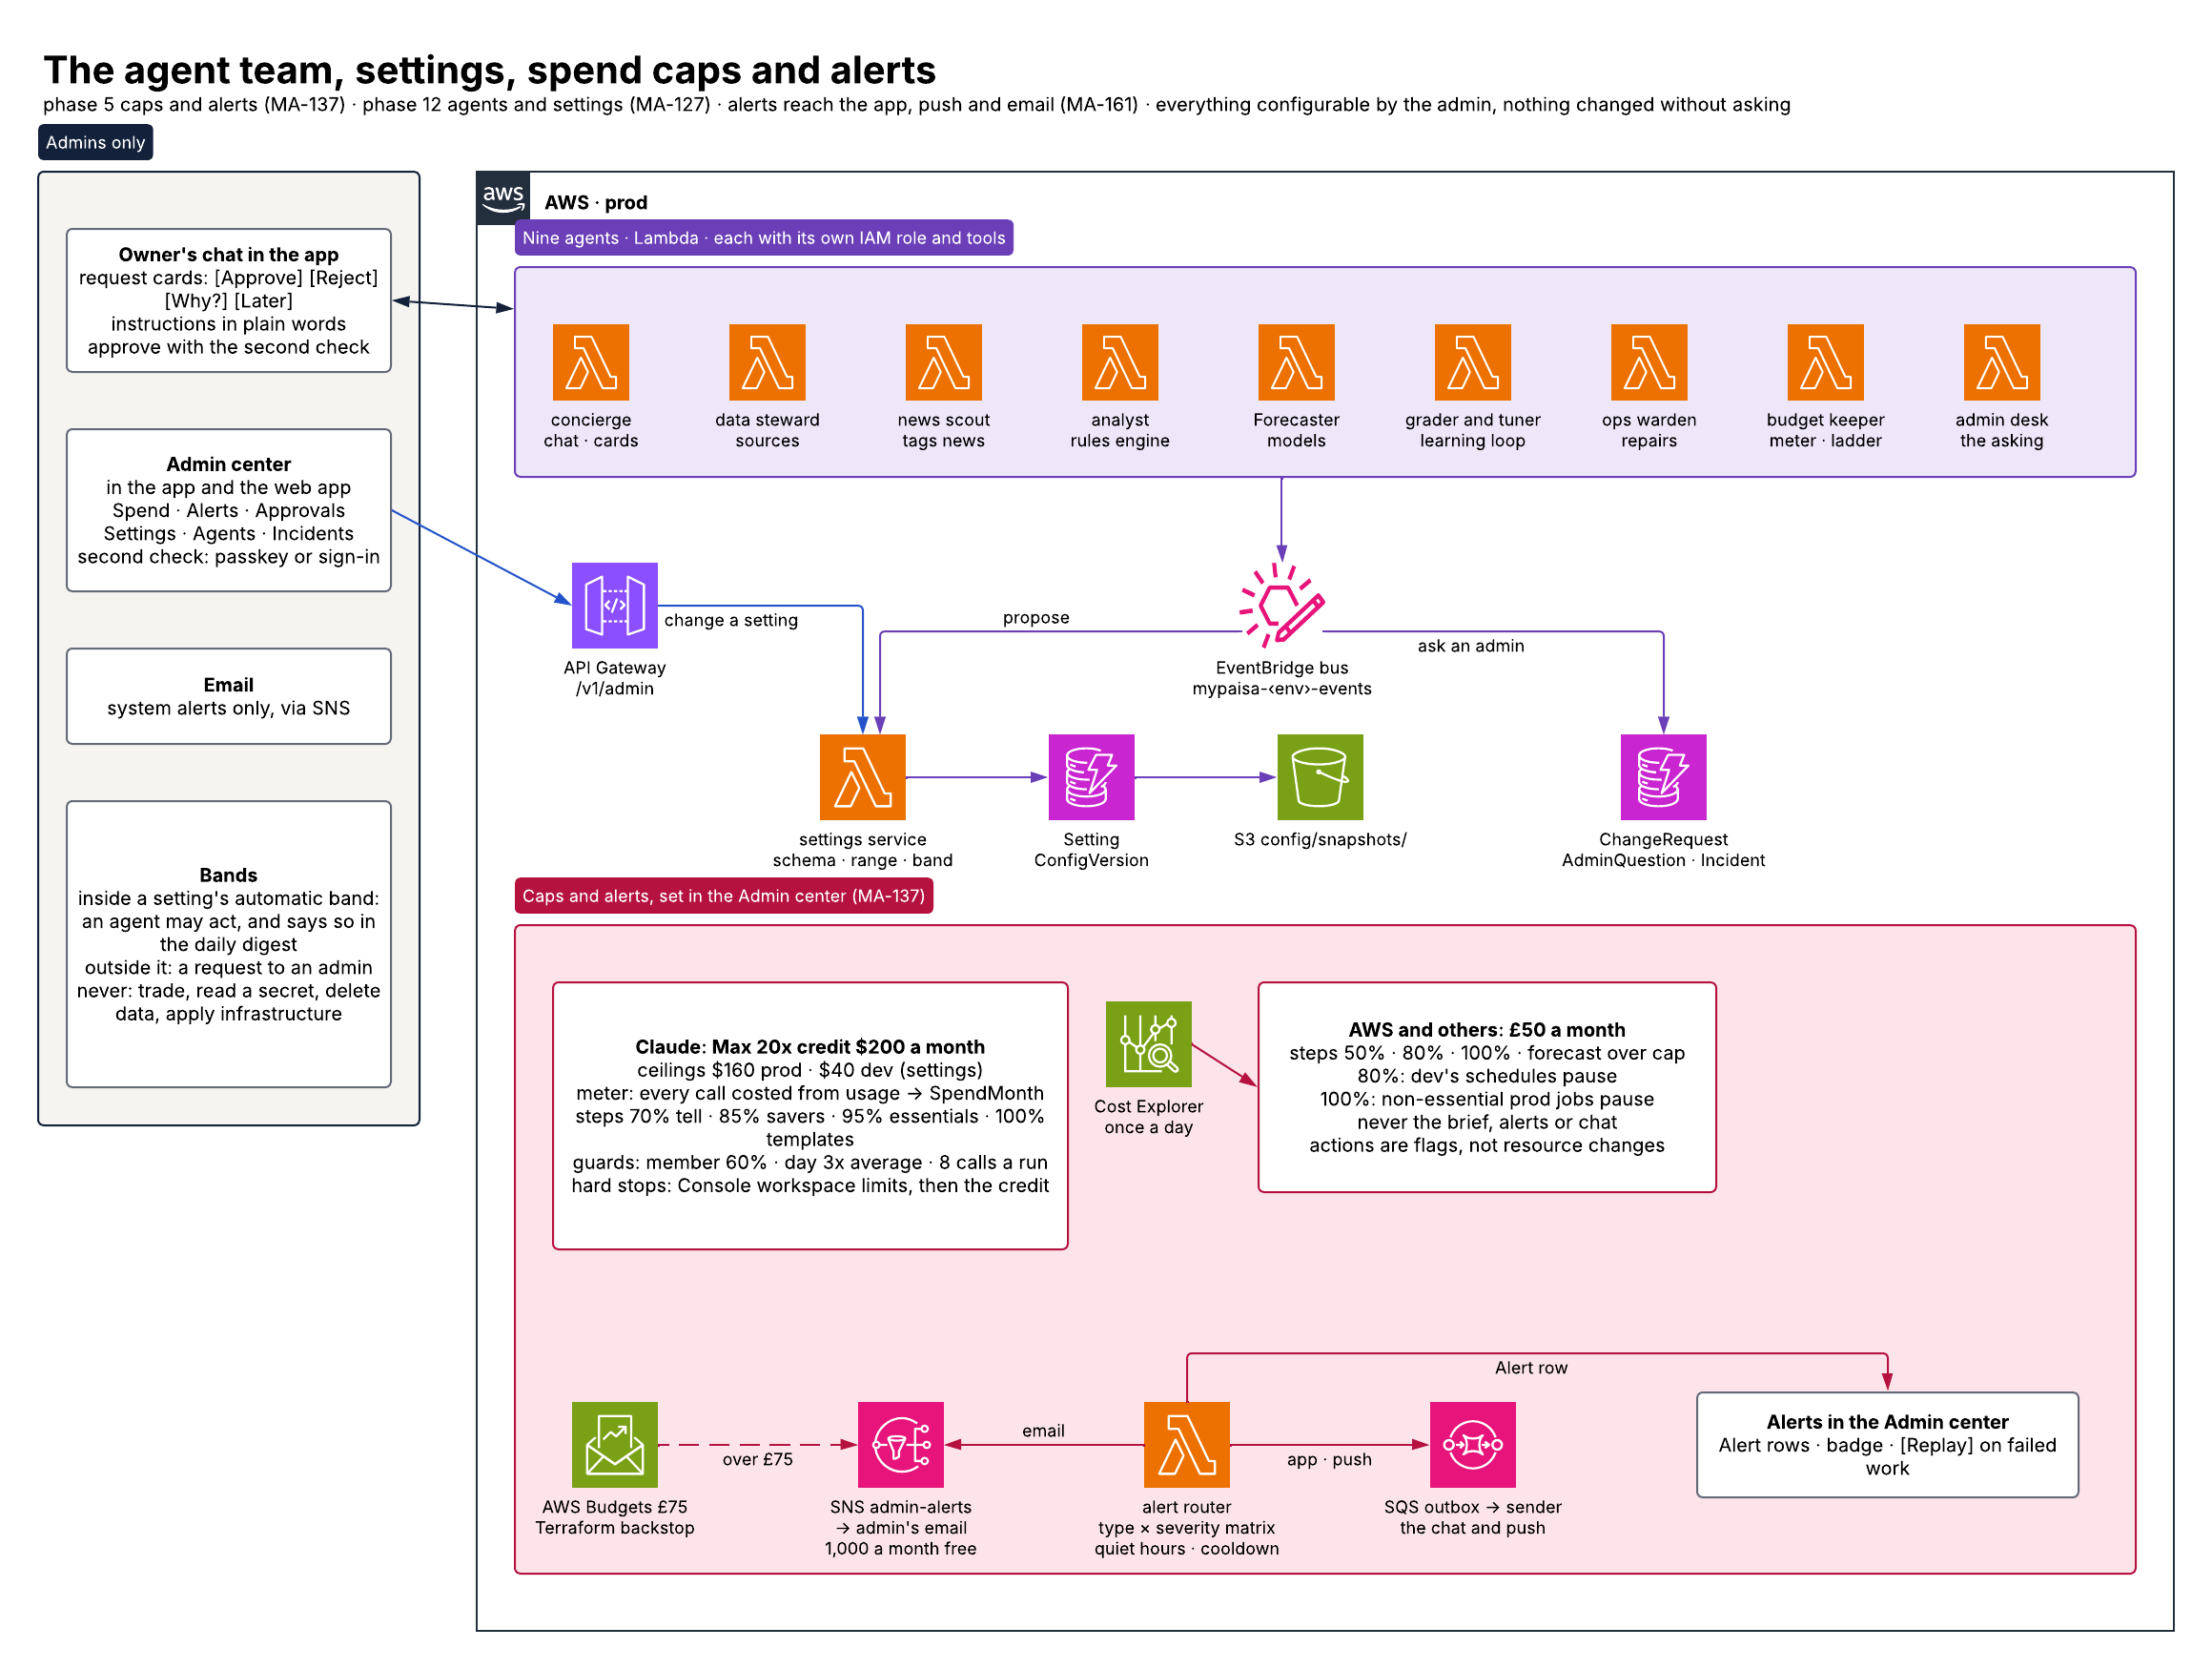 The agent team, settings, spend caps and alerts
phase 5 caps and alerts (MA-137) · phase 12 agents and settings (MA-127) · alerts reach the app, push and email (MA-161) · everything configurable by the admin, nothing changed without asking
Admins only
Owner's chat in the app
request cards: [Approve] [Reject]
[Why?] [Later]
instructions in plain words
approve with the second check
Admin center
in the app and the web app
Spend · Alerts · Approvals
Settings · Agents · Incidents
second check: passkey or sign-in
Email
system alerts only, via SNS
Bands
inside a setting's automatic band:
an agent may act, and says so in
the daily digest
outside it: a request to an admin
never: trade, read a secret, delete
data, apply infrastructure
aws
AWS · prod
Nine agents · Lambda · each with its own IAM role and tools
concierge
chat · cards
data steward
sources
news scout
tags news
analyst
rules engine
Forecaster
models
grader and tuner
learning loop
ops warden
repairs
budget keeper
meter · ladder
admin desk
the asking
API Gateway
/v1/admin
change a setting
propose
EventBridge bus
mypaisa-‹env›-events
ask an admin
settings service
schema · range · band
Setting
ConfigVersion
S3 config/snapshots/
ChangeRequest
AdminQuestion · Incident
Caps and alerts, set in the Admin center (MA-137)
Claude: Max 20x credit $200 a month
ceilings $160 prod · $40 dev (settings)
meter: every call costed from usage → SpendMonth
steps 70% tell · 85% savers · 95% essentials · 100%
templates
guards: member 60% · day 3x average · 8 calls a run
hard stops: Console workspace limits, then the credit
Cost Explorer
once a day
AWS and others: £50 a month
steps 50% · 80% · 100% · forecast over cap
80%: dev's schedules pause
100%: non-essential prod jobs pause
never the brief, alerts or chat
actions are flags, not resource changes
Alert row
AWS Budgets £75
Terraform backstop
over £75
SNS admin-alerts
→ admin's email
1,000 a month free
email
alert router
type × severity matrix
quiet hours · cooldown
app · push
SQS outbox → sender
the chat and push
Alerts in the Admin center
Alert rows · badge · [Replay] on failed
work